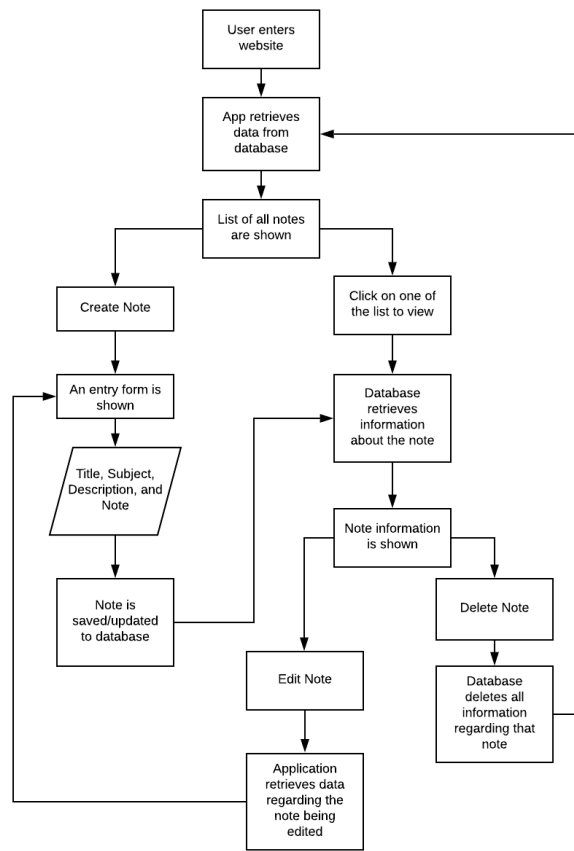 User enters
website
App retrieves
data from
database
List of all notes
are shown
Create Note
Click on one of
the list to view
An entry form is
shown
Database
retrieves
information
about the note
Title, Subject,
Description, and
Note
Note information
is shown
Note is
saved/updated
to database
Delete Note
Edit Note
Database
deletes all
information
regarding that
note
Application
retrieves data
regarding the
note being
edited